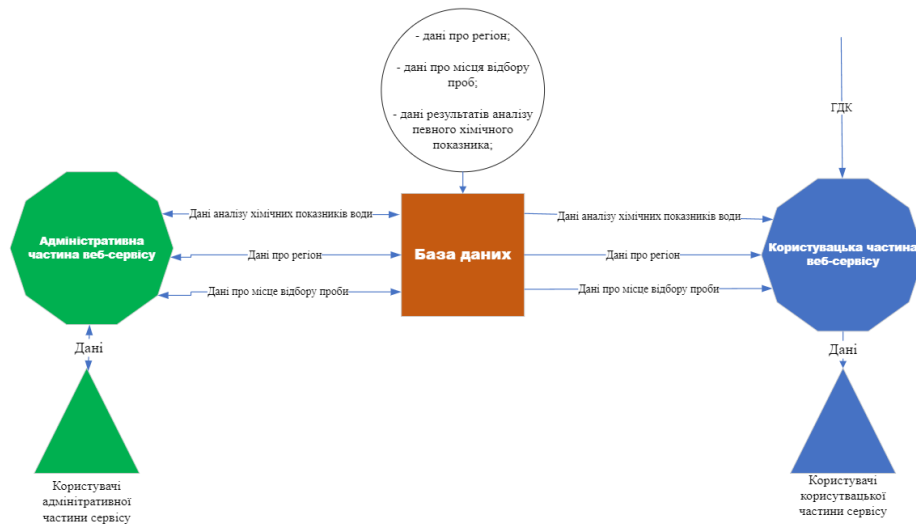 - дані про регіон;
- дані про місця відбору
проб;
- дані результатів аналізу
певного хімічного
показника;
ГДК
Дані аналізу хімічних показників води
Дані аналізу хімічних показників води
Адміністративна
частина веб-сервісу
База даних
Користувацька частина
веб-сервісу
Дані про регіон
Дані про регіон
Дані про місце відбору проби
Дані про місце відбору проби
Дані
Дані
Користувачі
адмінітративної
частини сервісу
Користувачі
корисутвацької
частини сервісу